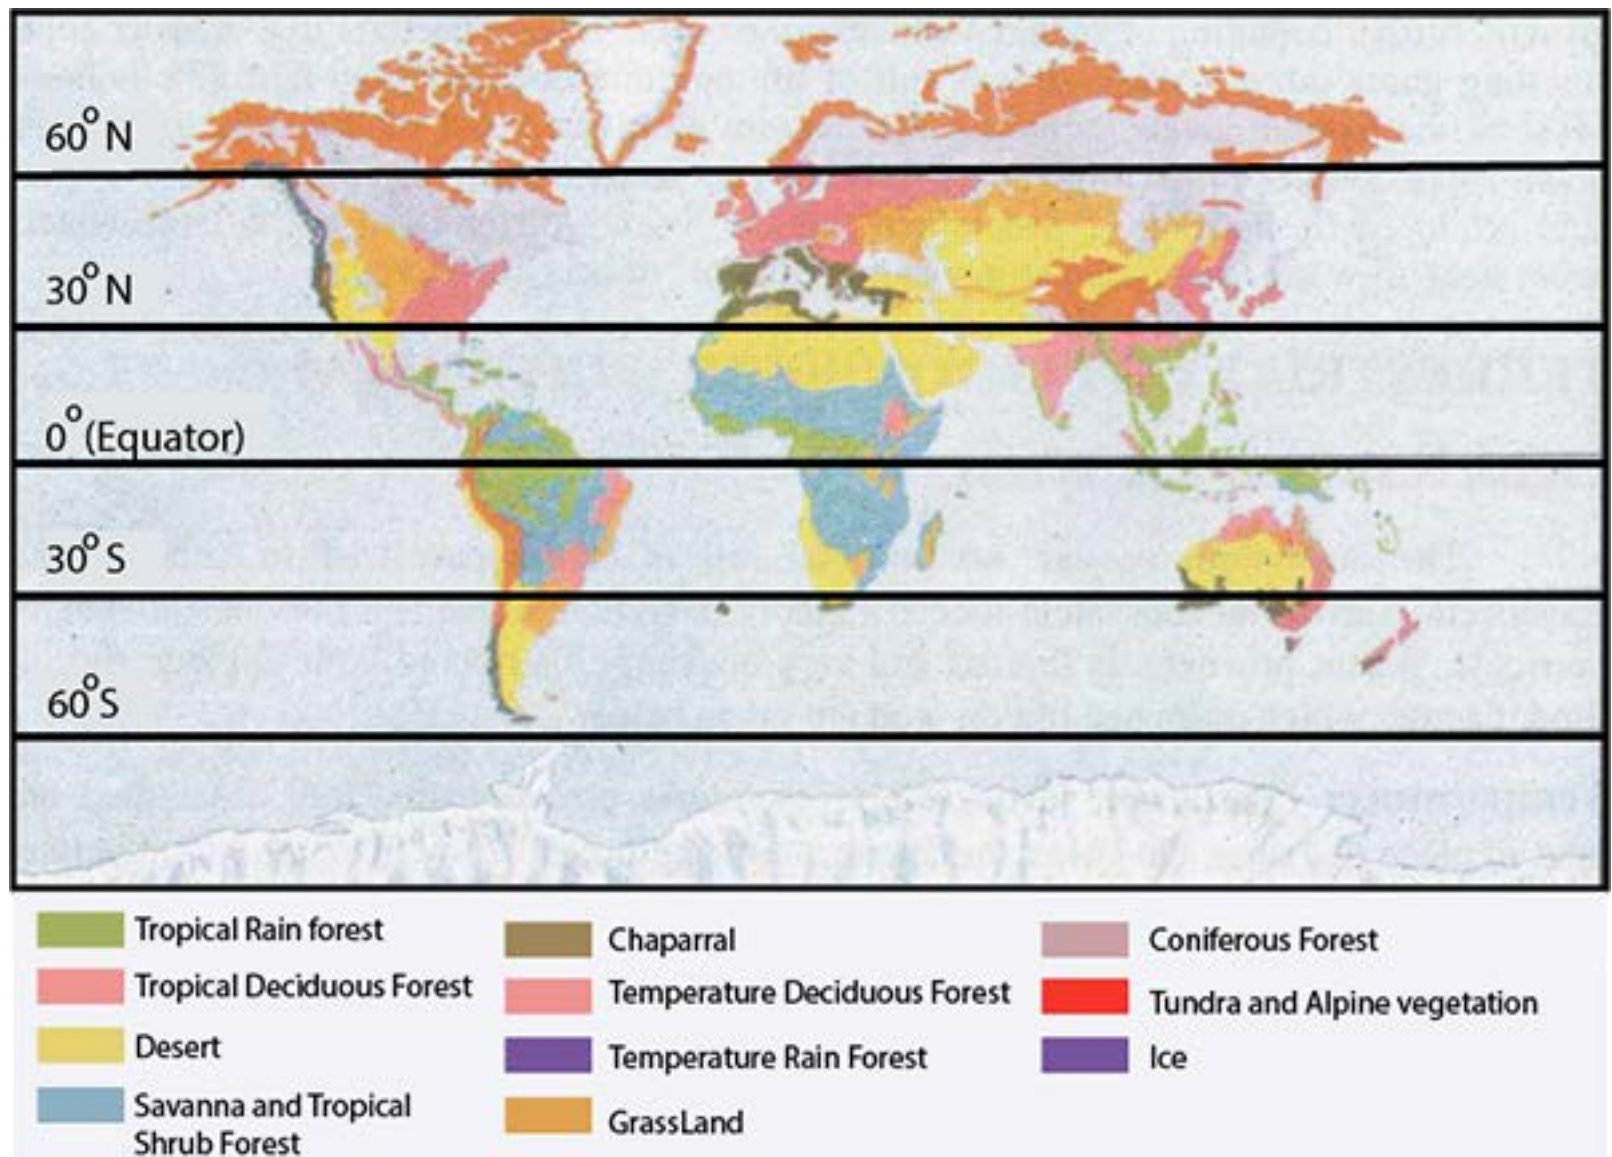 60° N
30° N
0° (Equator)
30° S
60° S
Tropical Rain forest
Tropical Deciduous Forest
Desert
Savanna and Tropical
Shrub Forest
Chaparral
Temperature Deciduous Forest
Temperature Rain Forest
GrassLand
Coniferous Forest
Tundra and Alpine vegetation
Ice